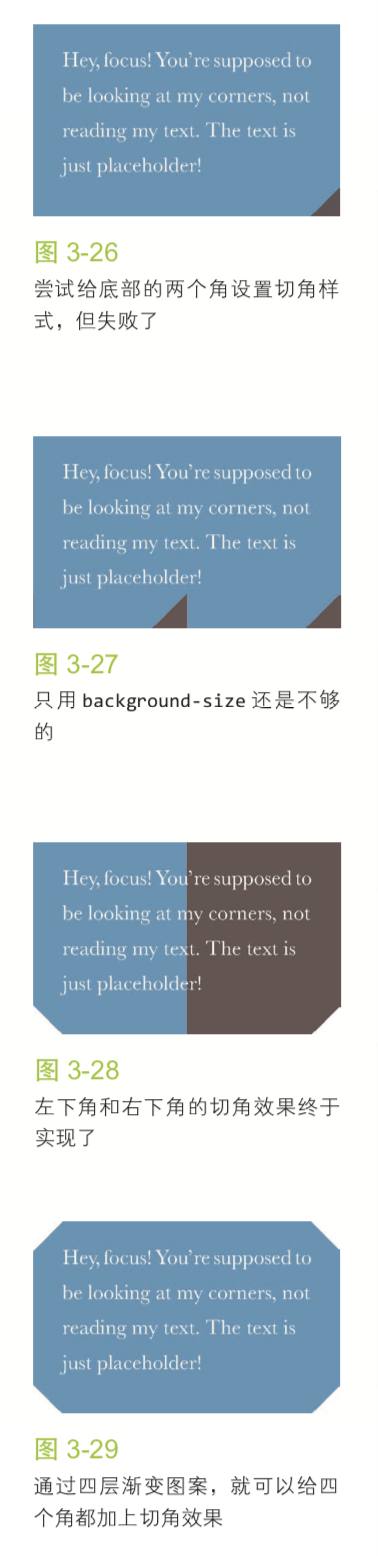 Hey, focus! You’re supposed to
be looking at my corners, not
reading my text. The text is
just placeholder!
图 3-26
尝试给底部的两个角设置切角样
式，但失败了
Hey, focus! You’re supposed to
be looking at my corners, not
reading my text. The text is
just placeholder!
图 3-27
只用 background-size 还是不够
的
Hey, focus! You’re supposed to
be looking at my corners, not
reading my text. The text is
just placeholder!
图 3-28
左下角和右下角的切角效果终于
实现了
Hey, focus! You’re supposed to
be looking at my corners, not
reading my text. The text is
just placeholder!
图 3-29
通过四层渐变图案，就可以给四
个角都加上切角效果